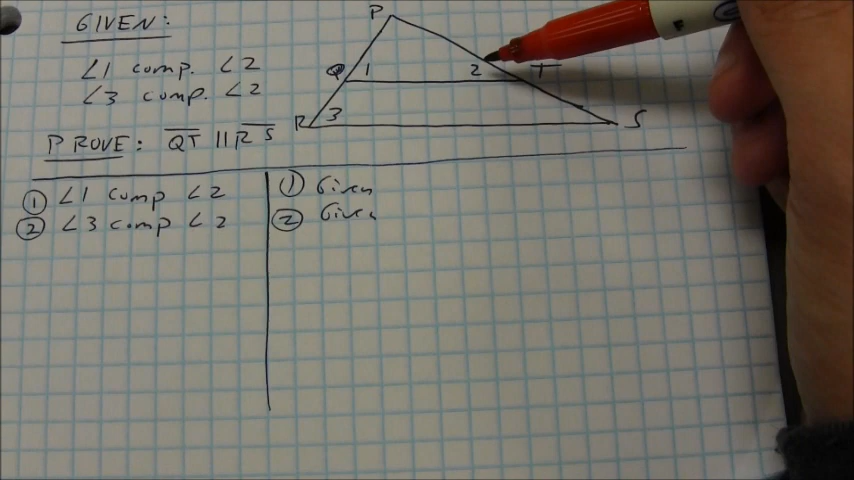 GIVEN:
∠1 comp. ∠2
∠3 comp. ∠2
PROVE: QT || RS
P
Q 1 2 T
R 3 S
① ∠1 comp ∠2 ① Given
② ∠3 comp ∠2 ② Given